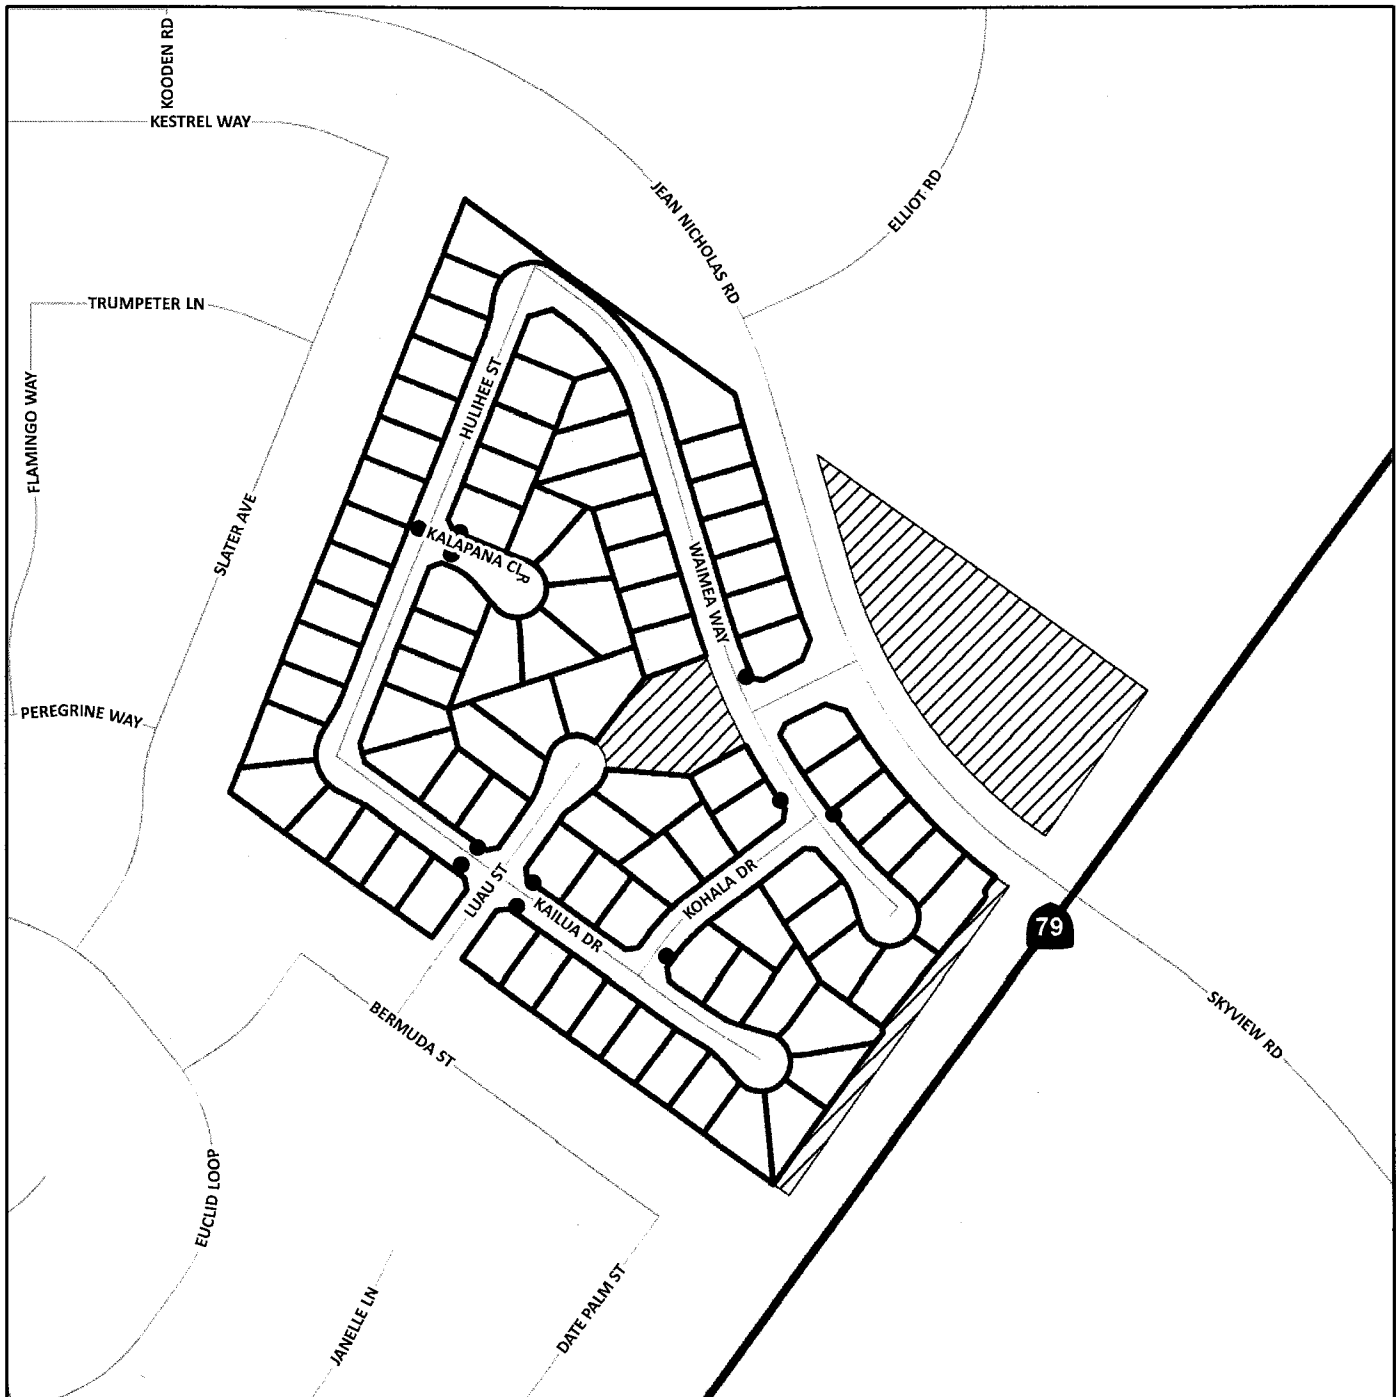 KOODEN RD
KESTREL WAY
JEAN NICHOLAS RD
ELLIOT RD
TRUMPETER LN
FLAMINGO WAY
HULIHEE ST
SLATER AVE
KALAPANA CIR
WAIMEA WAY
PEREGRINE WAY
LUAU ST
KAILUA DR
KOHALA DR
79
BERMUDA ST
SKYVIEW RD
EUCLID LOOP
JANELLE LN
DATE PALM ST